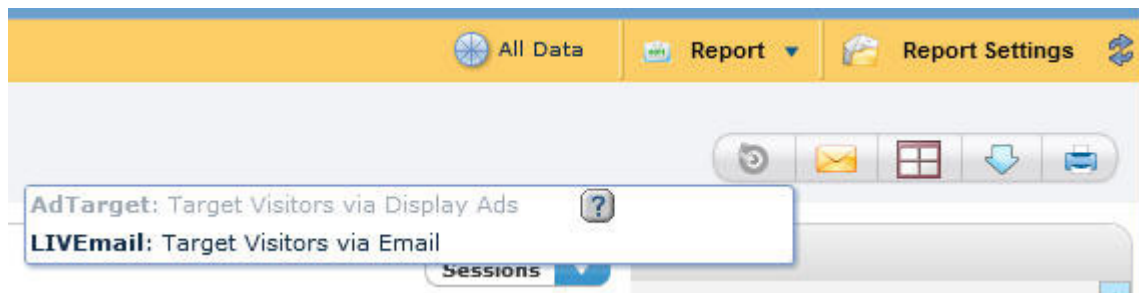 All Data Report Report Settings
AdTarget: Target Visitors via Display Ads ?
LIVEmail: Target Visitors via Email
Sessions